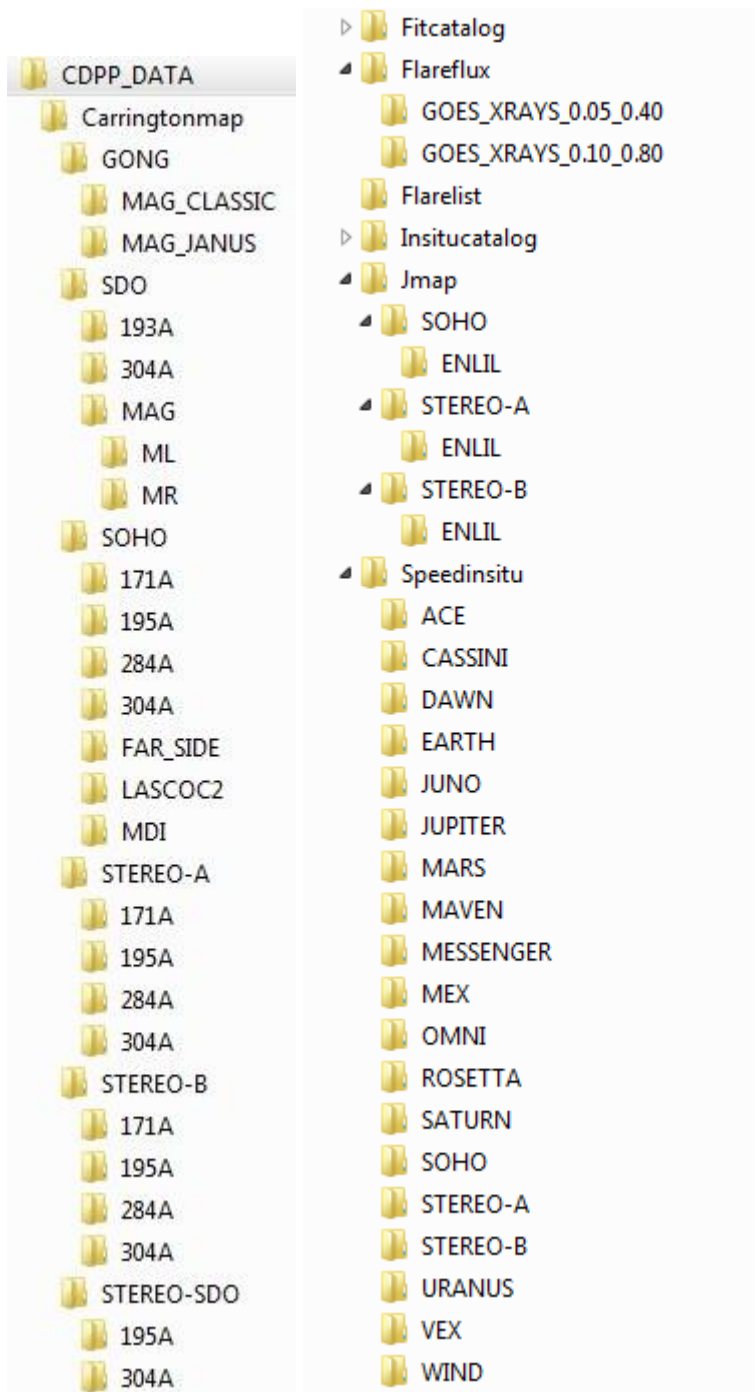 CDPP_DATA
Carringtonmap
GONG
MAG_CLASSIC
MAG_JANUS
SDO
193A
304A
MAG
ML
MR
SOHO
171A
195A
284A
304A
FAR_SIDE
LASCOC2
MDI
STEREO-A
171A
195A
284A
304A
STEREO-B
171A
195A
284A
304A
STEREO-SDO
195A
304A
Fitcatalog
Flareflux
GOES_XRAYS_0.05_0.40
GOES_XRAYS_0.10_0.80
Flarelist
Insitucatalog
Jmap
SOHO
ENLIL
STEREO-A
ENLIL
STEREO-B
ENLIL
Speedinsitu
ACE
CASSINI
DAWN
EARTH
JUNO
JUPITER
MARS
MAVEN
MESSENGER
MEX
OMNI
ROSETTA
SATURN
SOHO
STEREO-A
STEREO-B
URANUS
VEX
WIND